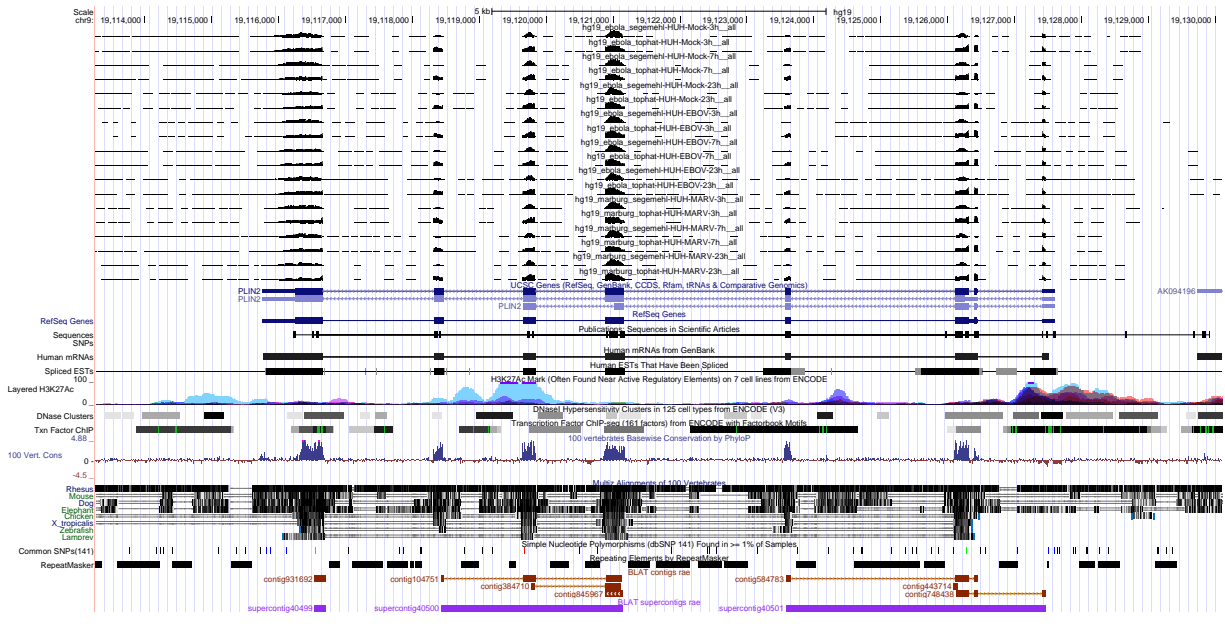 Scale 5 kb hg19
chr9: 19,114,000 19,115,000 19,116,000 19,117,000 19,118,000 19,119,000 19,120,000 19,121,000 19,122,000 19,123,000 19,124,000 19,125,000 19,126,000 19,127,000 19,128,000 19,129,000 19,130,000
hg19_ebola_segemehl-HUH-Mock-3h__all
hg19_ebola_tophat-HUH-Mock-3h__all
hg19_ebola_segemehl-HUH-Mock-7h__all
hg19_ebola_tophat-HUH-Mock-7h__all
hg19_ebola_segemehl-HUH-Mock-23h__all
hg19_ebola_tophat-HUH-Mock-23h__all
hg19_ebola_segemehl-HUH-EBOV-3h__all
hg19_ebola_tophat-HUH-EBOV-3h__all
hg19_ebola_segemehl-HUH-EBOV-7h__all
hg19_ebola_tophat-HUH-EBOV-7h__all
hg19_ebola_segemehl-HUH-EBOV-23h__all
hg19_ebola_tophat-HUH-EBOV-23h__all
hg19_marburg_segemehl-HUH-MARV-3h__all
hg19_marburg_tophat-HUH-MARV-3h__all
hg19_marburg_segemehl-HUH-MARV-7h__all
hg19_marburg_tophat-HUH-MARV-7h__all
hg19_marburg_segemehl-HUH-MARV-23h__all
hg19_marburg_tophat-HUH-MARV-23h__all
UCSC Genes (RefSeq, GenBank, CCDS, Rfam, tRNAs & Comparative Genomics)
PLIN2 AK094196
PLIN2
PLIN2
RefSeq Genes
RefSeq Genes
Publications: Sequences in Scientific Articles
Sequences
SNPs
Human mRNAs from GenBank
Human mRNAs
Human ESTs That Have Been Spliced
Spliced ESTs
H3K27Ac Mark (Often Found Near Active Regulatory Elements) on 7 cell lines from ENCODE
100
Layered H3K27Ac
0
DNaseI Hypersensitivity Clusters in 125 cell types from ENCODE (V3)
DNase Clusters
Transcription Factor ChIP-seq (161 factors) from ENCODE with Factorbook Motifs
Txn Factor ChIP
100 vertebrates Basewise Conservation by PhyloP
4.88
100 Vert. Cons
0
-4.5
Multiz Alignments of 100 Vertebrates
Rhesus
Mouse
Dog
Elephant
Chicken
X_tropicalis
Zebrafish
Lamprey
Simple Nucleotide Polymorphisms (dbSNP 141) Found in >= 1% of Samples
Common SNPs(141)
Repeating Elements by RepeatMasker
RepeatMasker
BLAT contigs rae
contig931692 contig104751 contig584783
contig384710 contig443714
contig845967 contig748438
BLAT supercontigs rae
supercontig40499 supercontig40500 supercontig40501